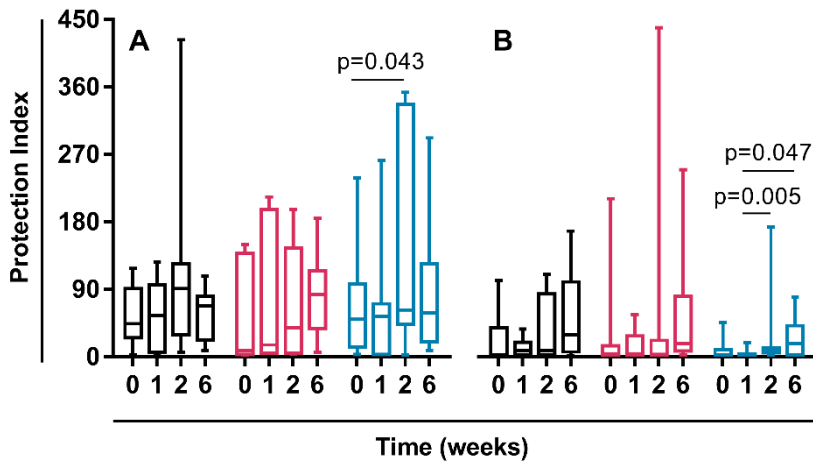 Protection Index
450
360
270
180
90
0
A
p=0.043
B
p=0.047
p=0.005
0 1 2 6 0 1 2 6 0 1 2 6 0 1 2 6 0 1 2 6 0 1 2 6
Time (weeks)